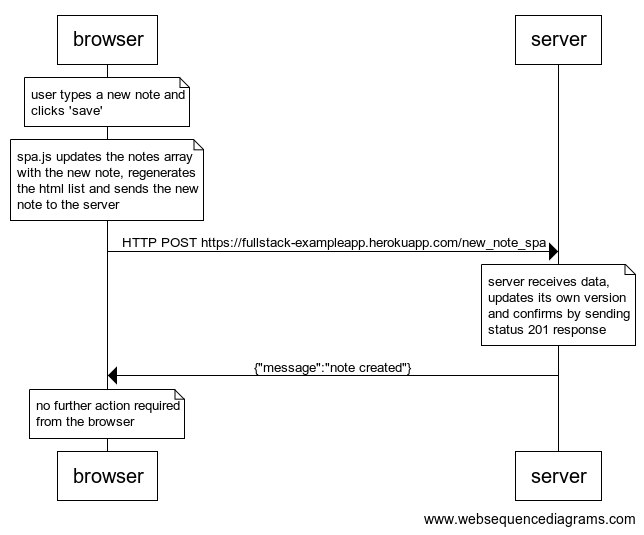 browser
server
user types a new note and
clicks 'save'
spa.js updates the notes array
with the new note, regenerates
the html list and sends the new
note to the server
HTTP POST https://fullstack-exampleapp.herokuapp.com/new_note_spa
server receives data,
updates its own version
and confirms by sending
status 201 response
{"message":"note created"}
no further action required
from the browser
browser
server
www.websequencediagrams.com